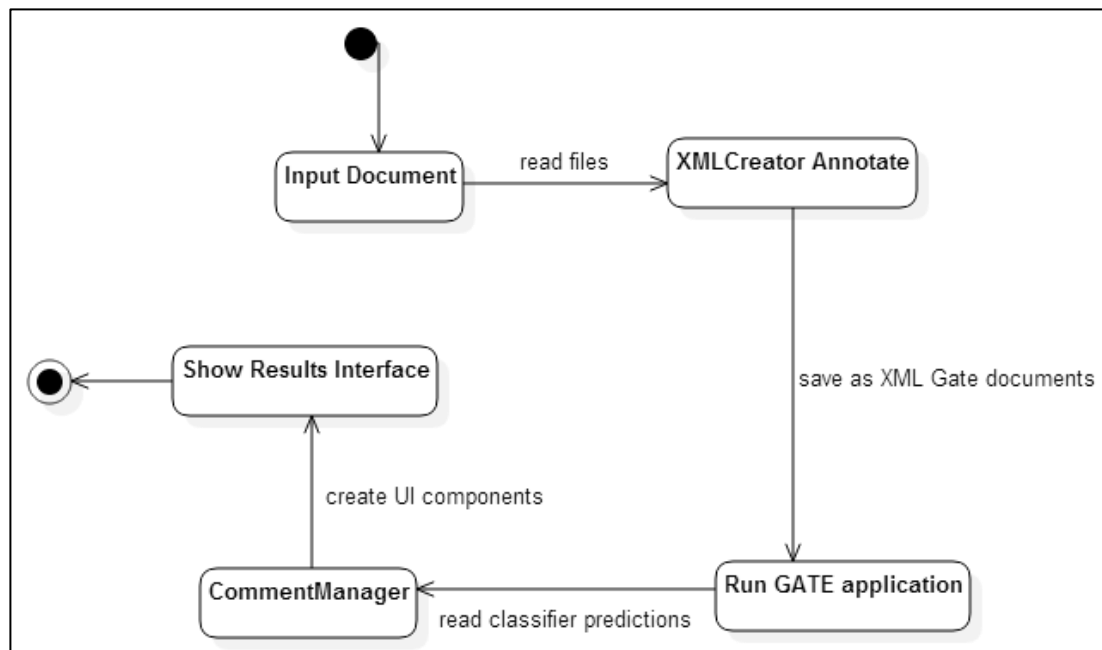 Input Document
read files
XMLCreator Annotate
save as XML Gate documents
Run GATE application
read classifier predictions
CommentManager
create UI components
Show Results Interface